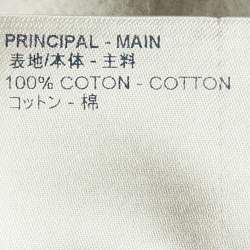 PRINCIPAL - MAIN
表地/本体 - 主料
100% COTON - COTTON
コットン - 棉